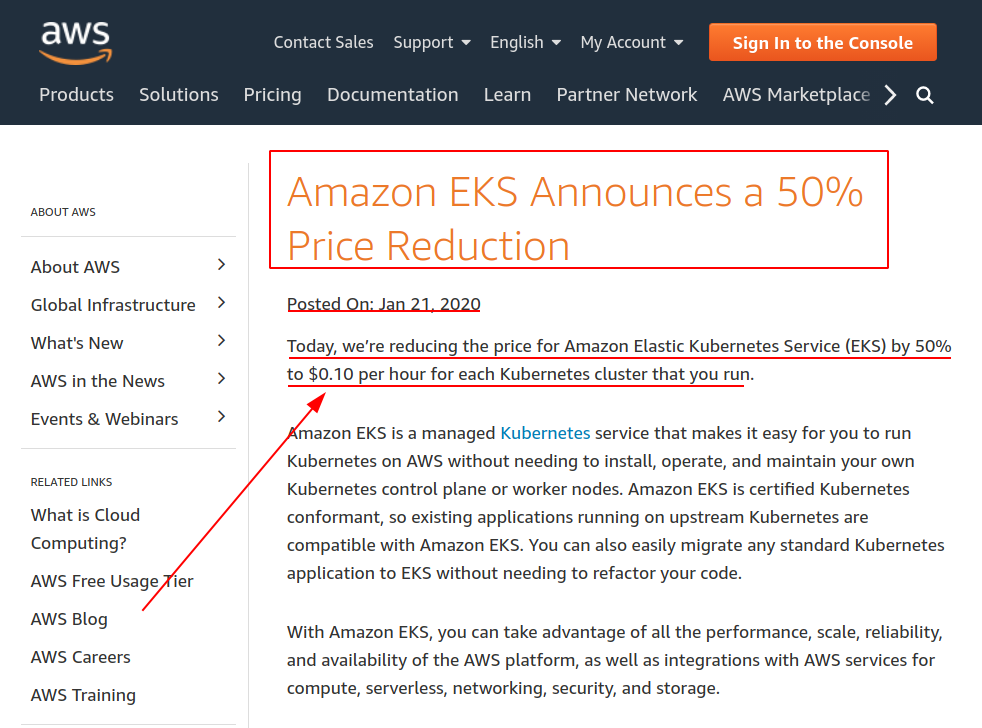 aws
Contact Sales Support English My Account Sign In to the Console
Products Solutions Pricing Documentation Learn Partner Network AWS Marketplace
ABOUT AWS
About AWS
Global Infrastructure
What's New
AWS in the News
Events & Webinars
RELATED LINKS
What is Cloud
Computing?
AWS Free Usage Tier
AWS Blog
AWS Careers
AWS Training
Amazon EKS Announces a 50%
Price Reduction
Posted On: Jan 21, 2020
Today, we’re reducing the price for Amazon Elastic Kubernetes Service (EKS) by 50%
to $0.10 per hour for each Kubernetes cluster that you run.
Amazon EKS is a managed Kubernetes service that makes it easy for you to run
Kubernetes on AWS without needing to install, operate, and maintain your own
Kubernetes control plane or worker nodes. Amazon EKS is certified Kubernetes
conformant, so existing applications running on upstream Kubernetes are
compatible with Amazon EKS. You can also easily migrate any standard Kubernetes
application to EKS without needing to refactor your code.
With Amazon EKS, you can take advantage of all the performance, scale, reliability,
and availability of the AWS platform, as well as integrations with AWS services for
compute, serverless, networking, security, and storage.